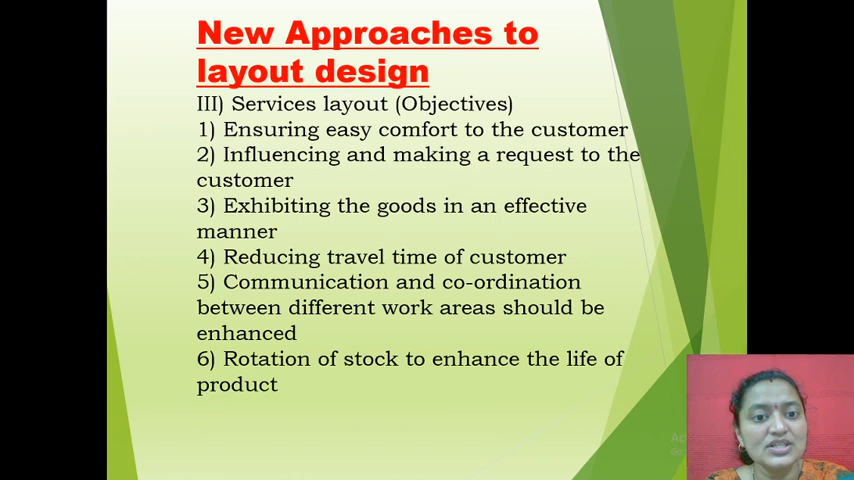 New Approaches to
layout design
III) Services layout (Objectives)
1) Ensuring easy comfort to the customer
2) Influencing and making a request to the
customer
3) Exhibiting the goods in an effective
manner
4) Reducing travel time of customer
5) Communication and co-ordination
between different work areas should be
enhanced
6) Rotation of stock to enhance the life of
product